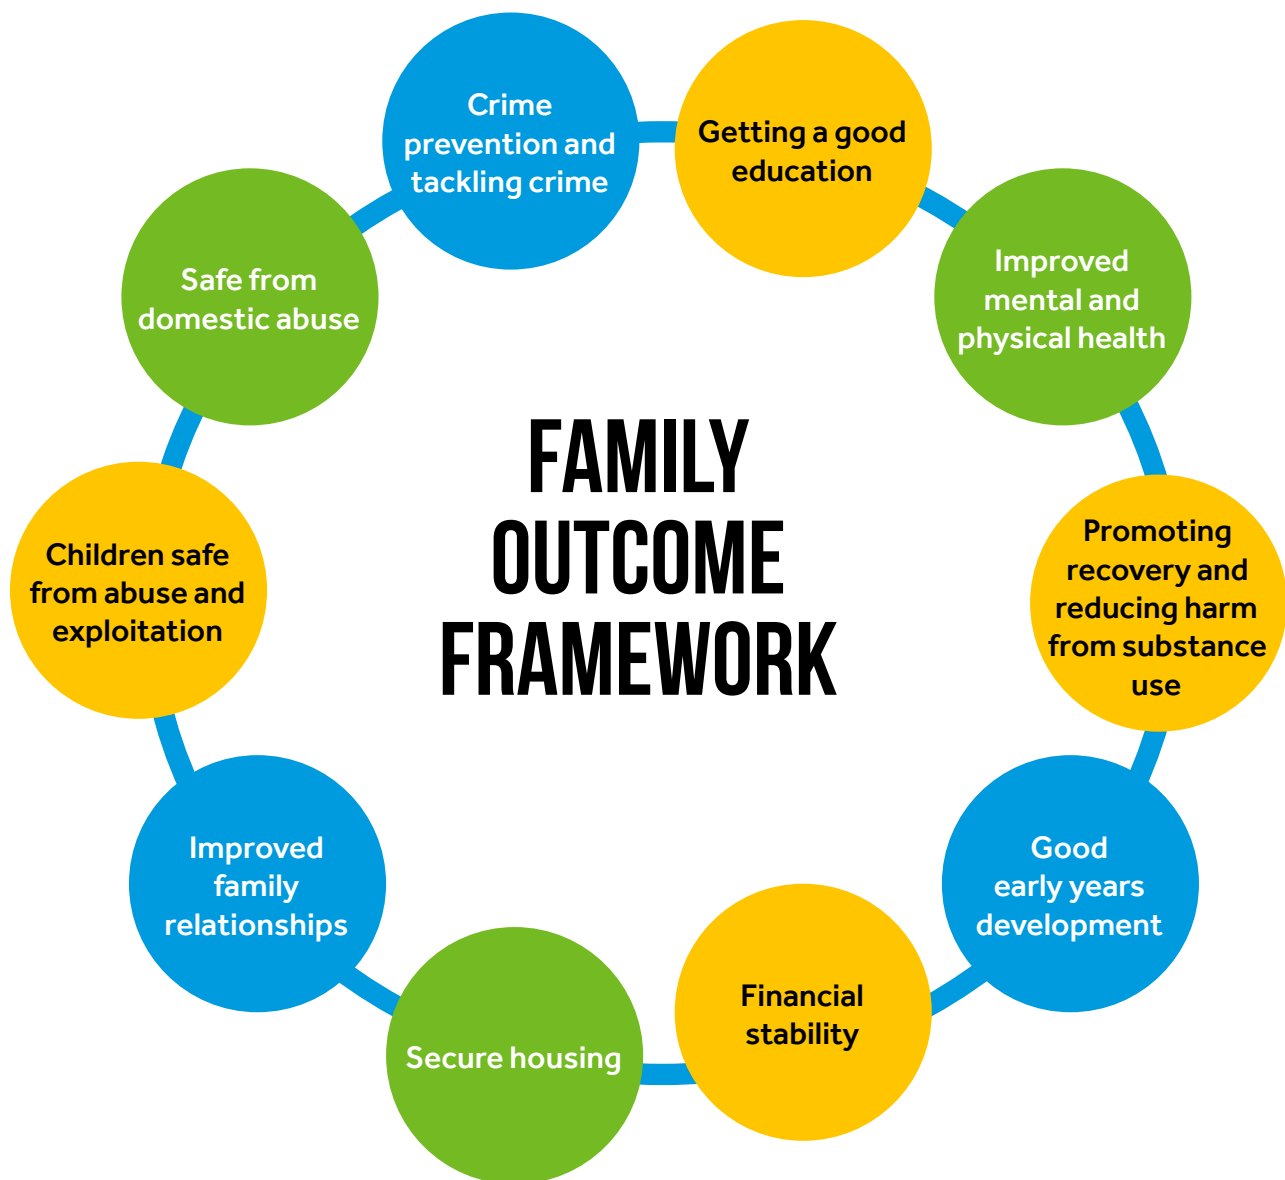 Crime
prevention and
tackling crime
Getting a good
education
Improved
mental and
physical health
Promoting
recovery and
reducing harm
from substance
use
Good
early years
development
Financial
stability
Secure housing
Improved
family
relationships
Children safe
from abuse and
exploitation
Safe from
domestic abuse
FAMILY
OUTCOME
FRAMEWORK